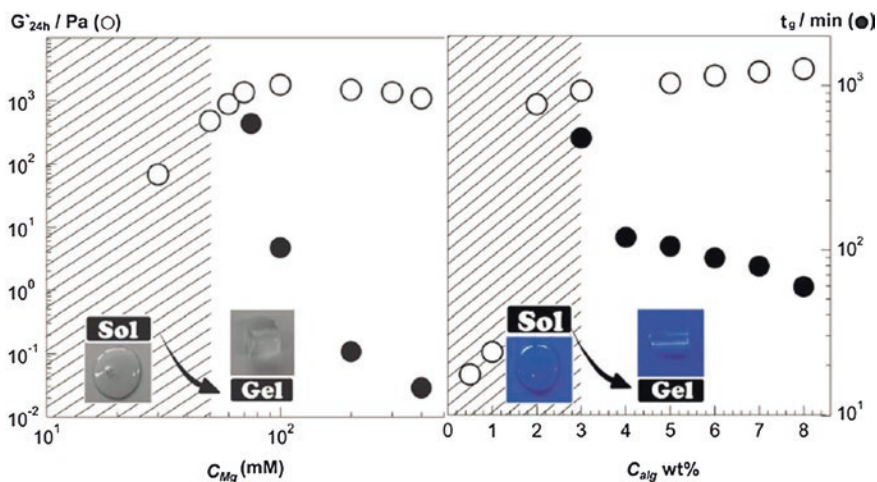 G`24h / Pa (○)
tg / min (●)
10³
10²
10¹
10⁰
10⁻¹
10⁻²
10³
10²
10¹
Sol
Gel
Sol
Gel
10¹
10²
0 1 2 3 4 5 6 7 8
CMg (mM)
Calg wt%